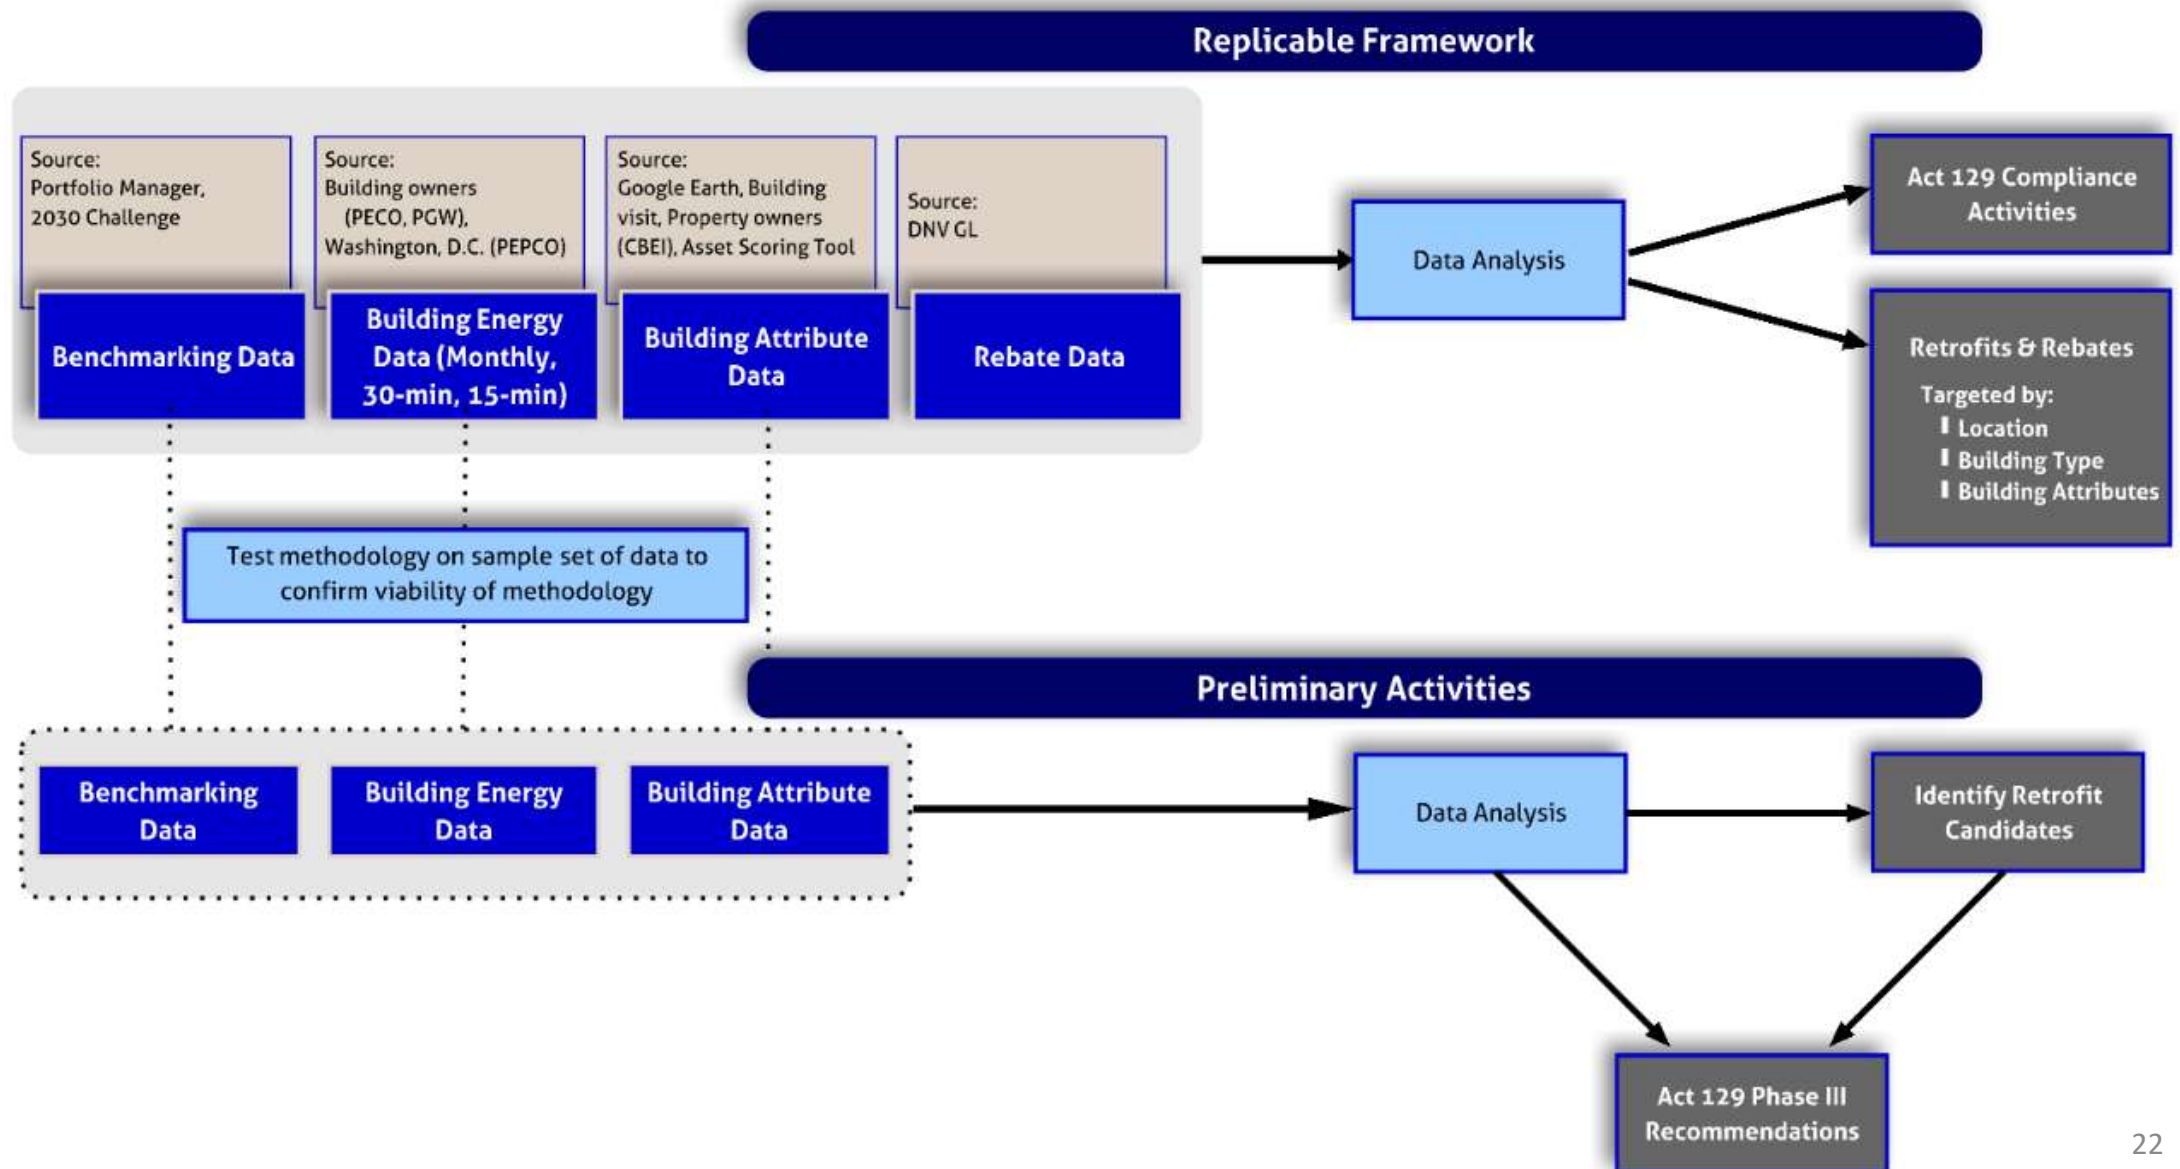 Replicable Framework
Source:
Portfolio Manager,
2030 Challenge
Benchmarking Data
Source:
Building owners
(PECO, PGW),
Washington, D.C. (PEPCO)
Building Energy
Data (Monthly,
30-min, 15-min)
Source:
Google Earth, Building
visit, Property owners
(CBEI), Asset Scoring Tool
Building Attribute
Data
Source:
DNV GL
Rebate Data
Data Analysis
Act 129 Compliance
Activities
Retrofits & Rebates
Targeted by:
Location
Building Type
Building Attributes
Test methodology on sample set of data to
confirm viability of methodology
Preliminary Activities
Benchmarking
Data
Building Energy
Data
Building Attribute
Data
Data Analysis
Identify Retrofit
Candidates
Act 129 Phase III
Recommendations
22